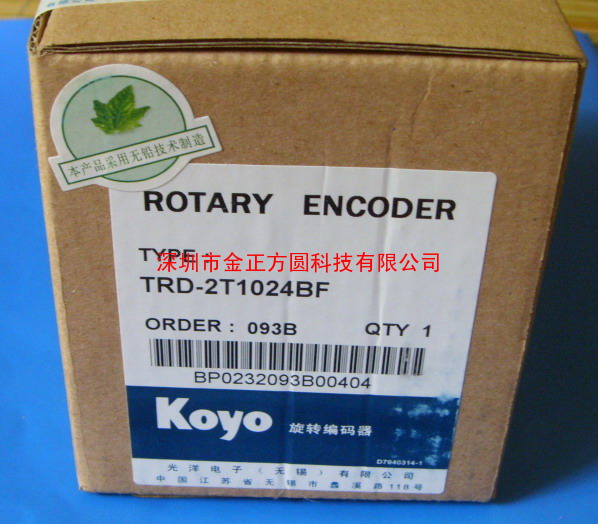 本产品采用无铅技术制造
ROTARY ENCODER
TYPE
深圳市金正方圆科技有限公司
TRD-2T1024BF
ORDER : 093B QTY 1
BP0232093B00404
Koyo 旋转编码器
D7640314-1
光洋电子(无锡)有限公司
中国江苏省无锡市蠡溪路118号